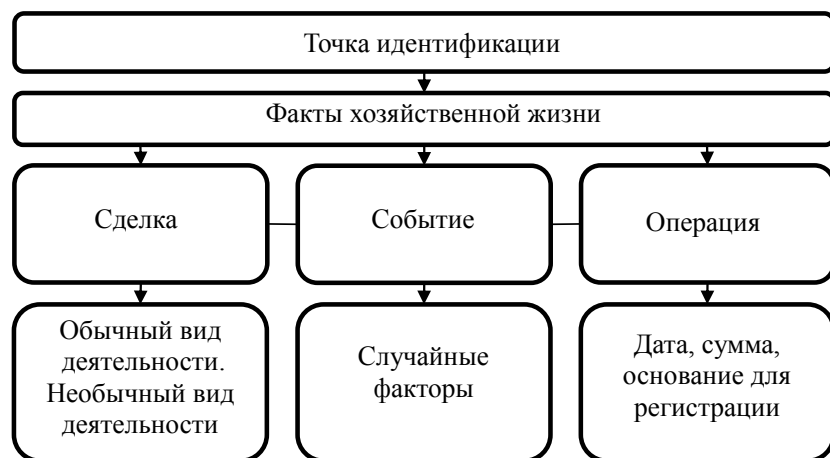 Точка идентификации
Факты хозяйственной жизни
Сделка
Событие
Операция
Обычный вид
деятельности.
Необычный вид
деятельности
Случайные
факторы
Дата, сумма,
основание для
регистрации